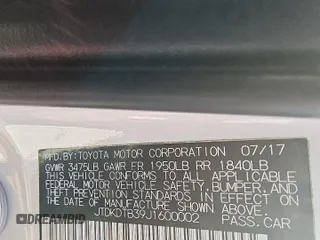 MFD.BY:TOYOTA MOTOR CORPORATION 07/17
GVWR 3475LB GAWR FR 1950LB RR 1840LB
THIS VEHICLE CONFORMS TO ALL APPLICABLE
FEDERAL MOTOR VEHICLE SAFETY,BUMPER,AND
THEFT PREVENTION STANDARDS IN EFFECT ON
THE DATE OF MANUFACTURE SHOWN ABOVE.
JTDKDTB39J1600002 PASS.CAR
DREAMBID